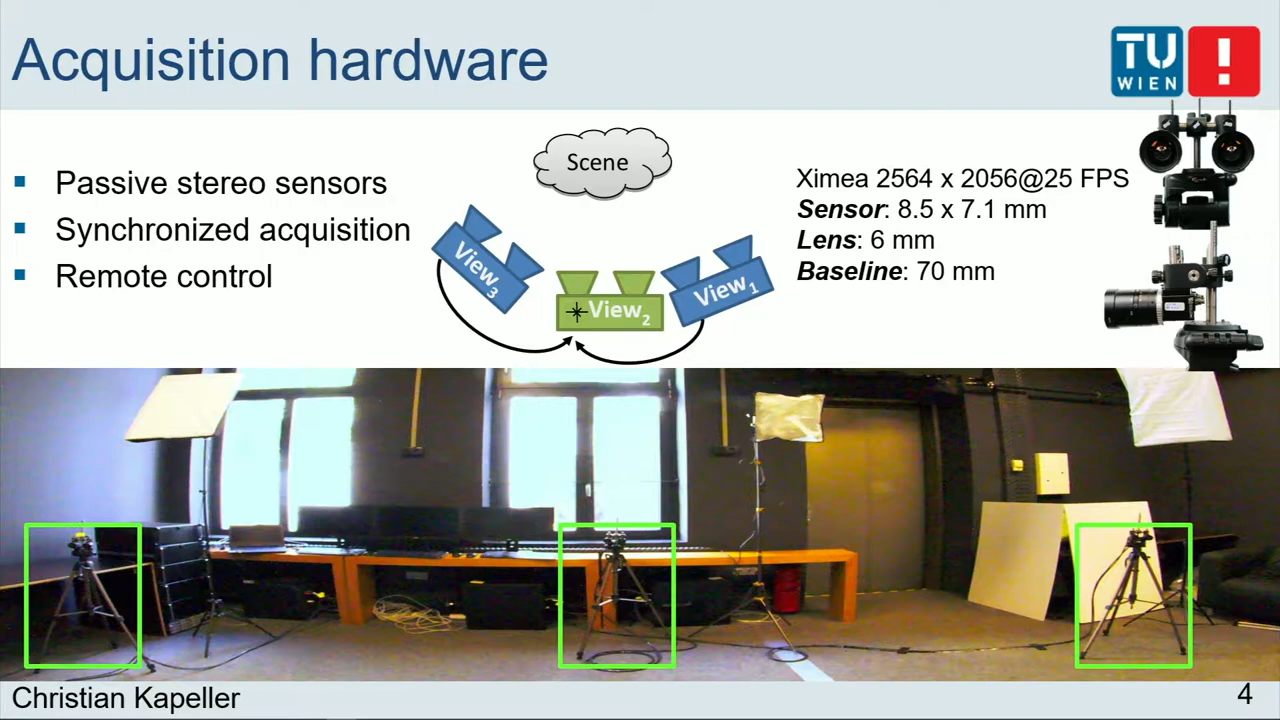 Acquisition hardware
TU
WIEN
!
Passive stereo sensors
Synchronized acquisition
Remote control
Scene
View3
View2
View1
Ximea 2564 x 2056@25 FPS
Sensor: 8.5 x 7.1 mm
Lens: 6 mm
Baseline: 70 mm
Christian Kapeller
4